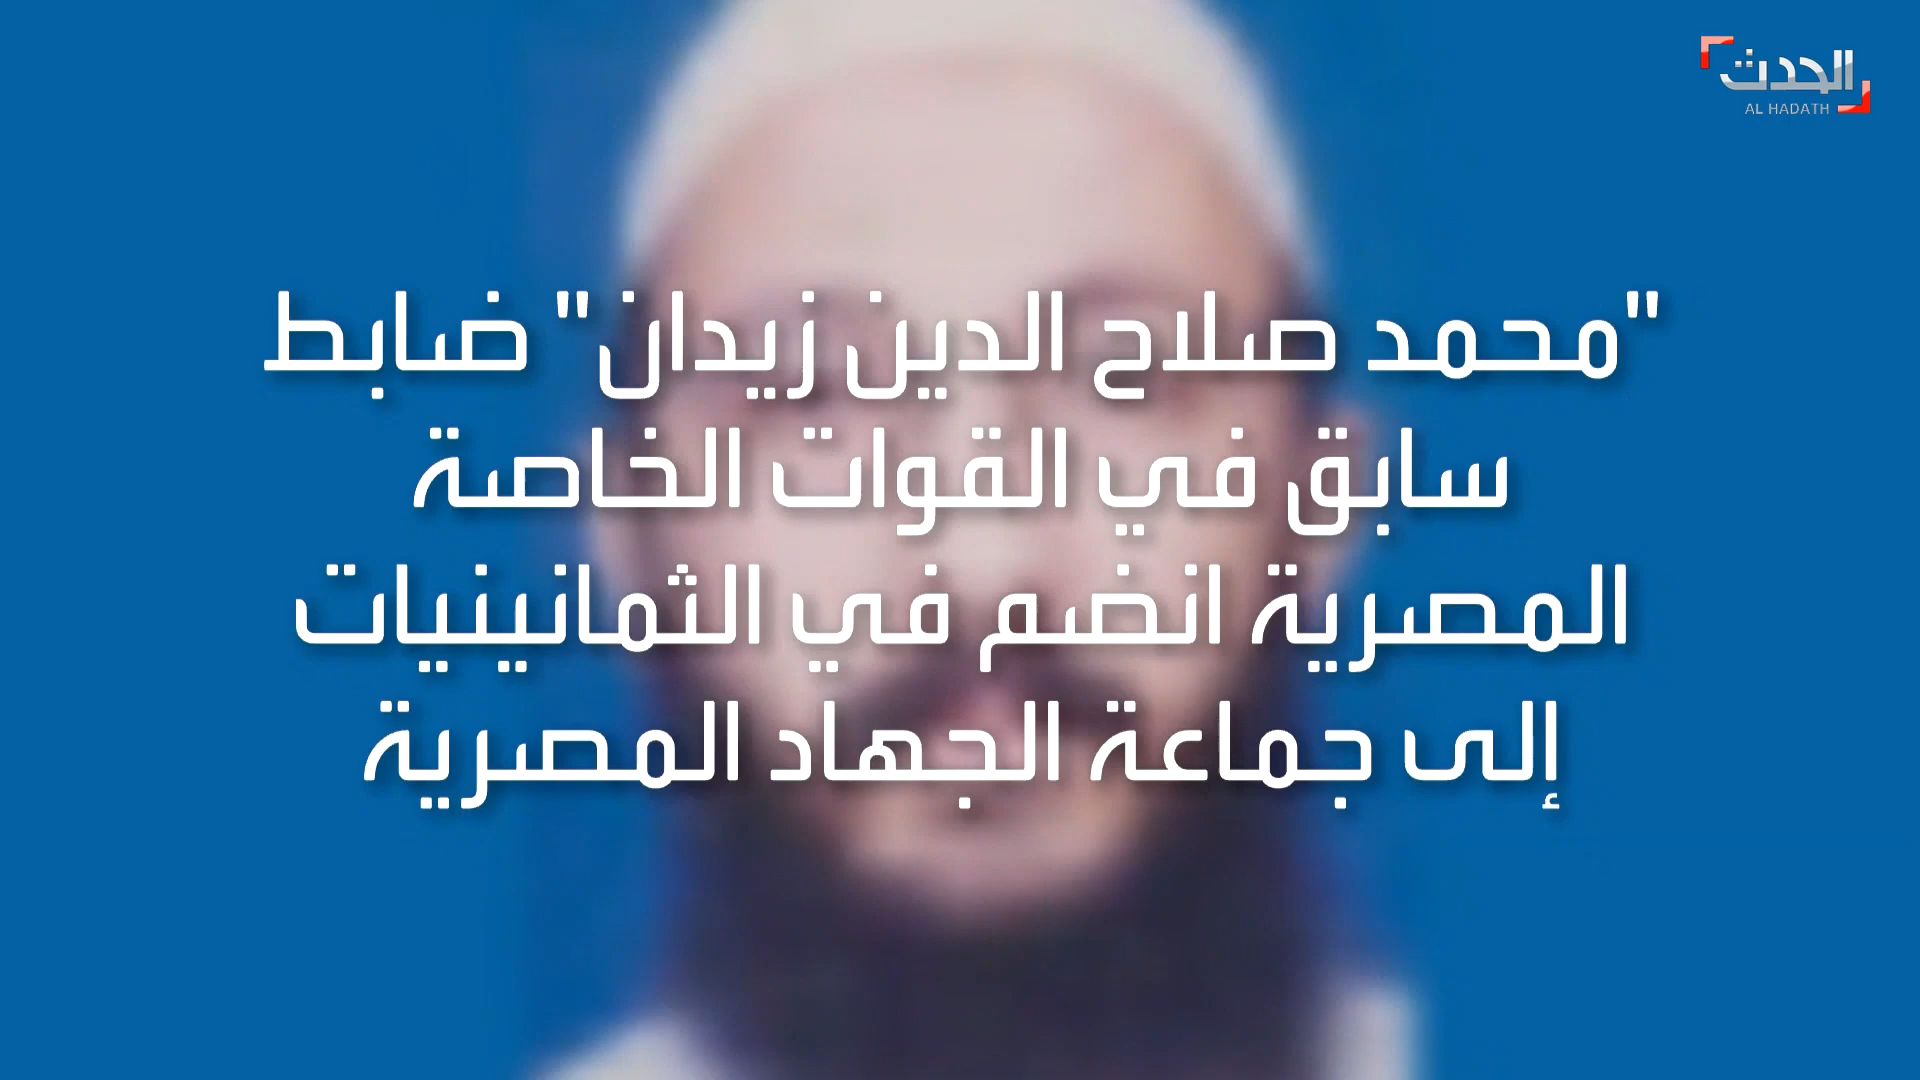 الحدث
AL HADATH
"محمد صلاح الدين زيدان" ضابط
سابق في القوات الخاصة
المصرية انضم في الثمانينيات
إلى جماعة الجهاد المصرية